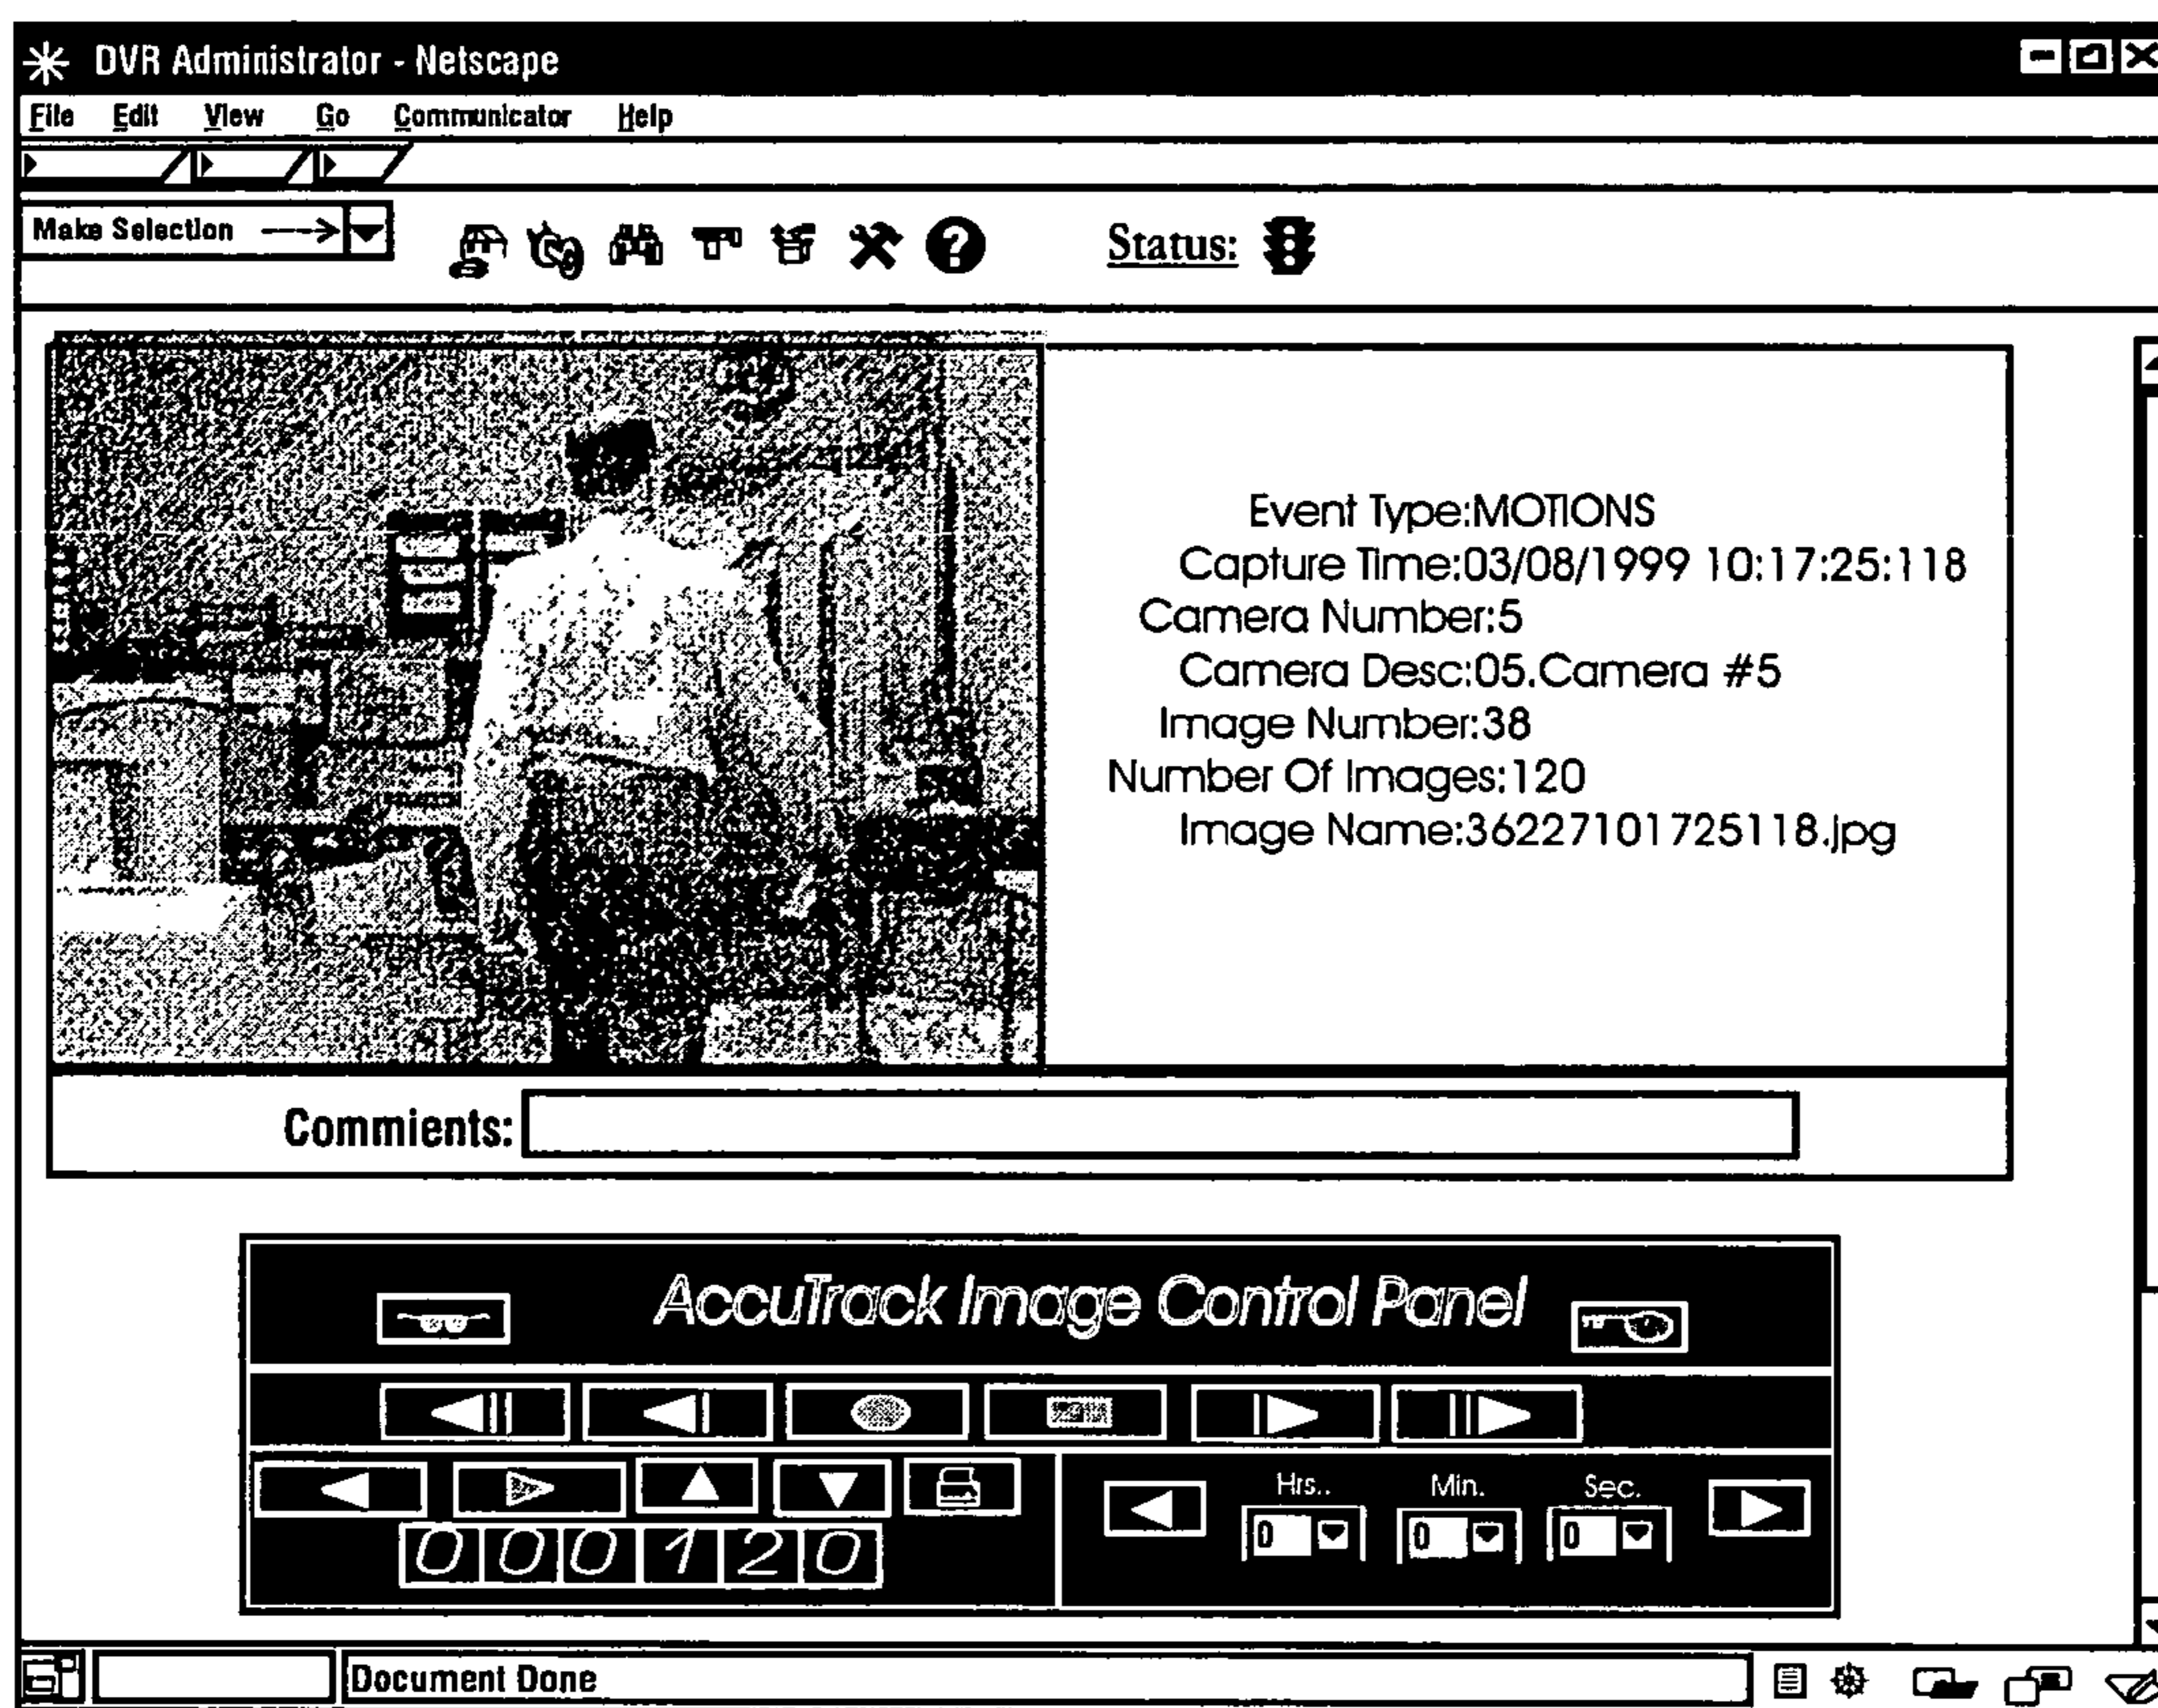 DVR Administrator - Netscape
File Edit View Go Communicator Help
Make Selection
Status:
Event Type:MOTIONS
Capture Time:03/08/1999 10:17:25:118
Camera Number:5
Camera Desc:05.Camera #5
Image Number:38
Number Of Images:120
Image Name:36227101725118.jpg
Commients:
AccuTrack Image Control Panel
Hrs.. Min. Sec.
0 0 0
000120
Document Done